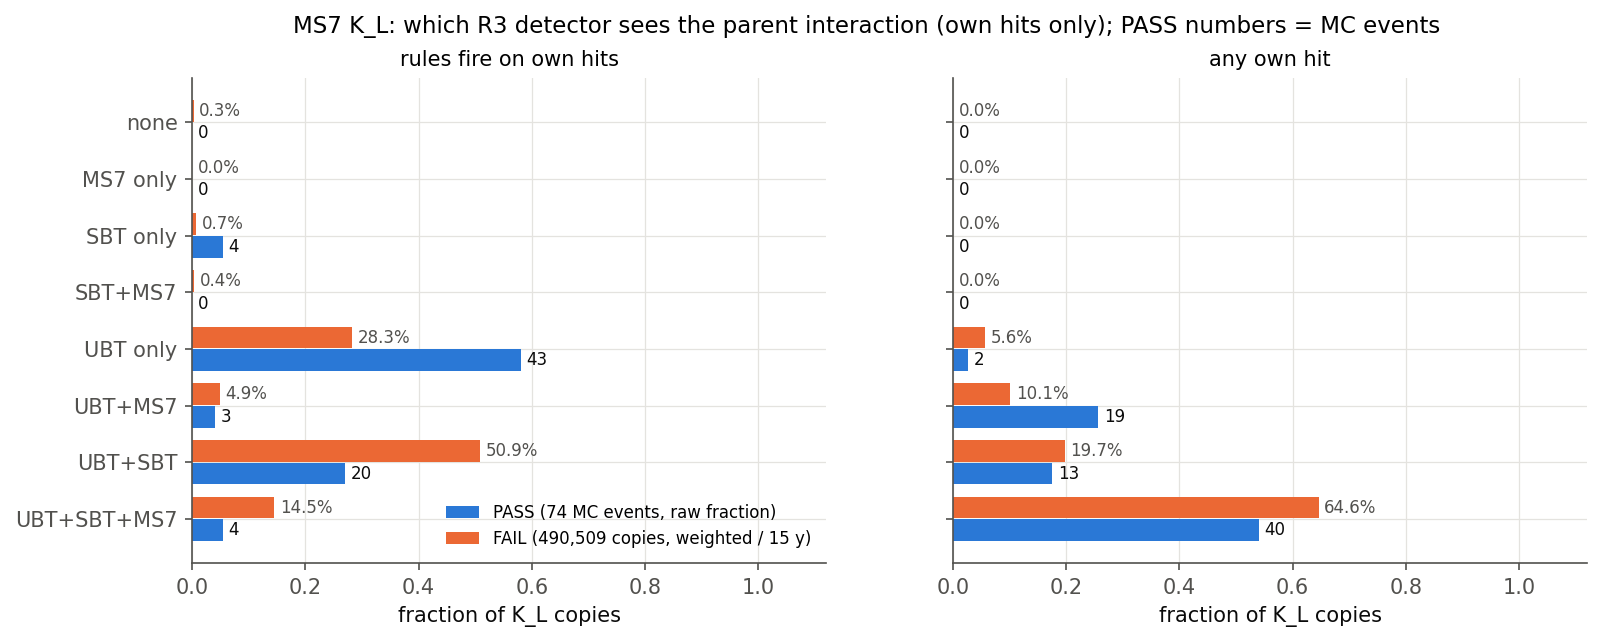 MS7 K_L: which R3 detector sees the parent interaction (own hits only); PASS numbers = MC events
rules fire on own hits
any own hit
none
0.3%
0
0.0%
0
MS7 only
0.0%
0
0.0%
0
SBT only
0.7%
4
0.0%
0
SBT+MS7
0.4%
0
0.0%
0
UBT only
28.3%
43
5.6%
2
UBT+MS7
4.9%
3
10.1%
19
UBT+SBT
50.9%
20
19.7%
13
UBT+SBT+MS7
14.5%
4
64.6%
40
PASS (74 MC events, raw fraction)
FAIL (490,509 copies, weighted / 15 y)
0.0 0.2 0.4 0.6 0.8 1.0
0.0 0.2 0.4 0.6 0.8 1.0
fraction of K_L copies
fraction of K_L copies